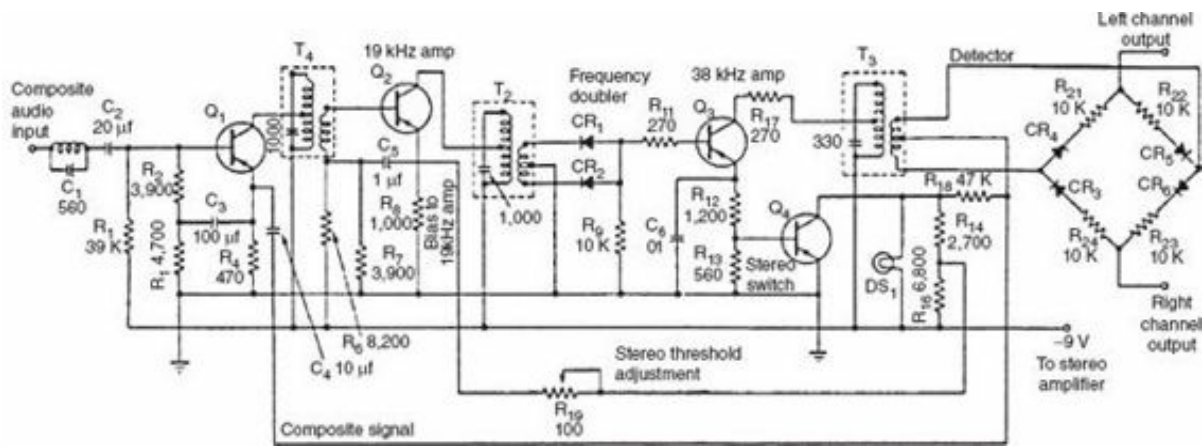 Left channel
output
T4
19 kHz amp
Detector
T3
Q2
38 kHz amp
Composite
audio
input
C2
20 µf
Q1
T2
Frequency
doubler
R11
270
Q3
R21
10 K
R22
10 K
1000
CR1
R17
270
330
CR4
CR5
C1
560
R2
3,900
C5
1 µf
CR2
R18 47 K
CR3
CR6
C3
100 µf
R8
1,000
Bias to
19kHz amp
1,000
R12
1,200
Q4
R14
2,700
R1
39 K
R1 4,700
R4
470
R7
3,900
R9
10 K
C6
01
R13
560
Stereo
switch
DS1
R16 6,800
R24
10 K
R23
10 K
R6 8,200
C4 10 µf
Stereo threshold
adjustment
−9 V
To stereo
amplifier
Right
channel
output
R19
100
Composite signal